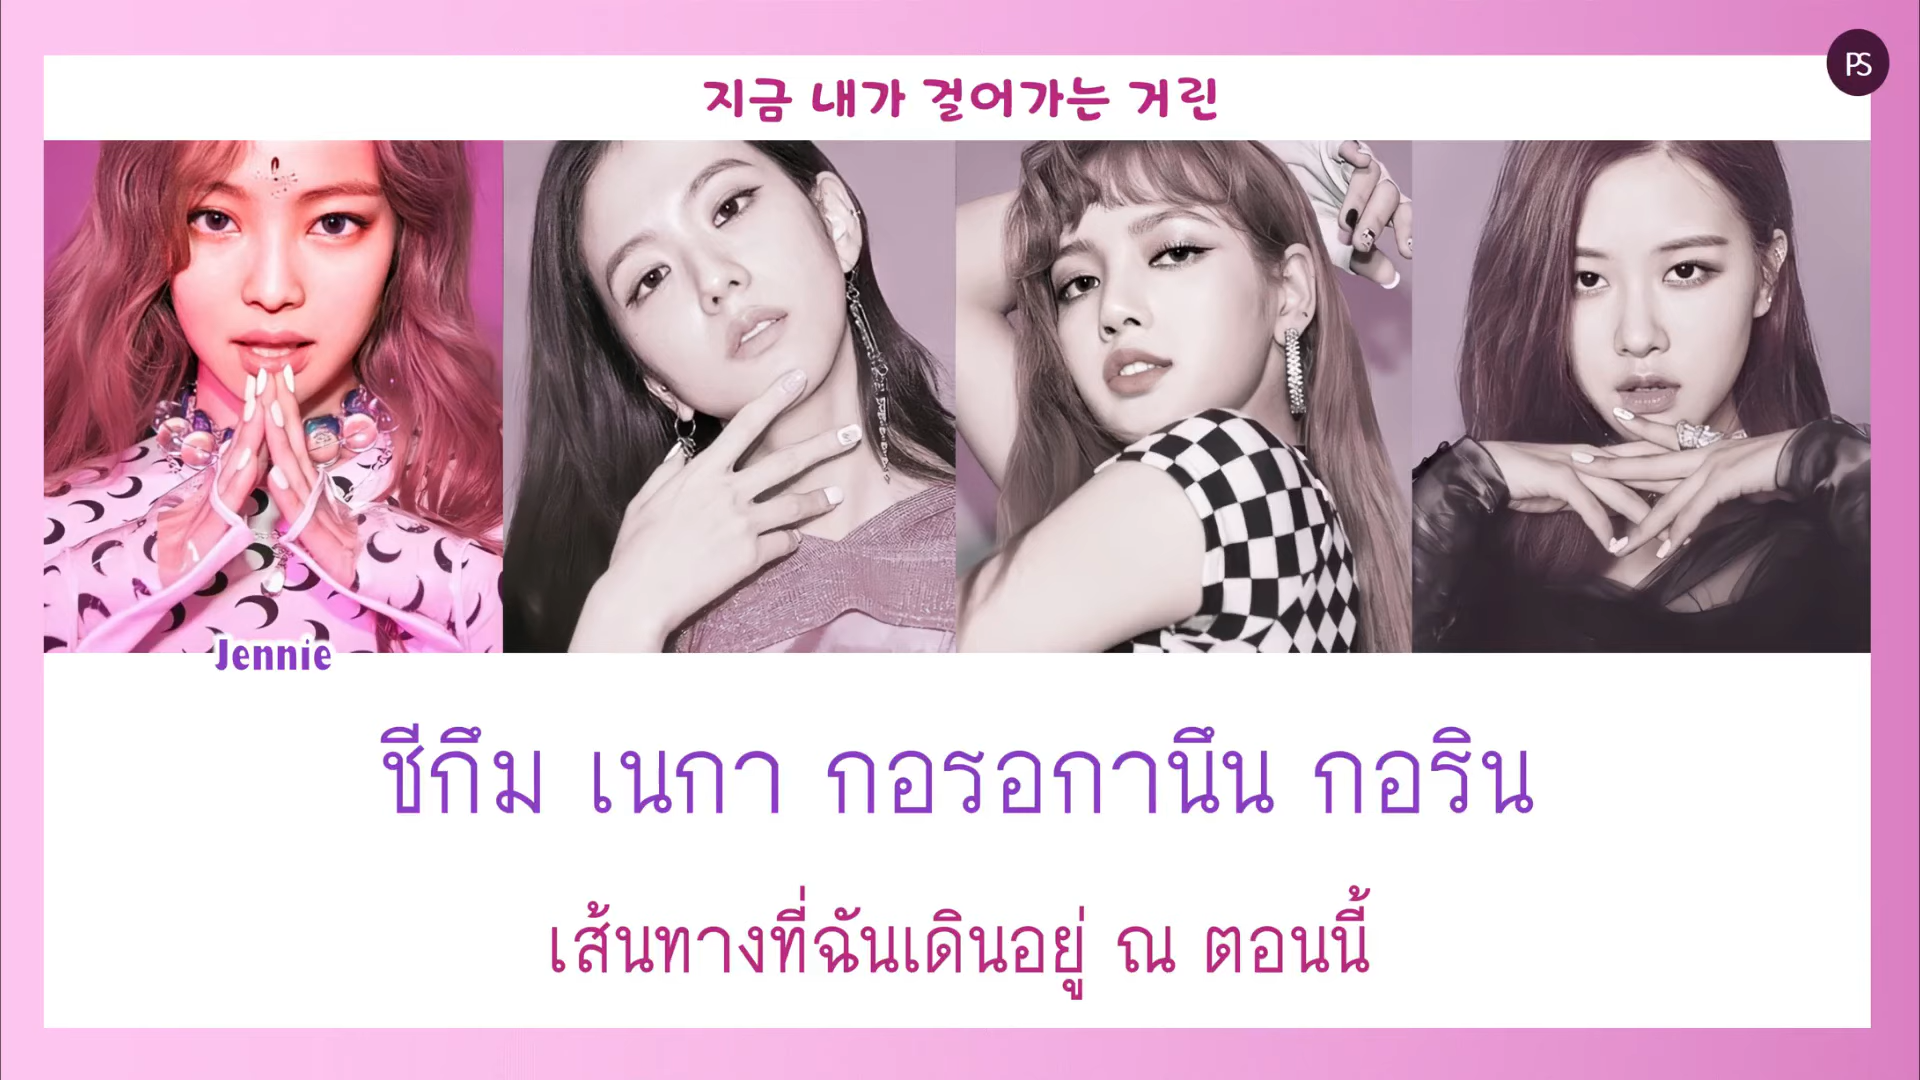 PS
지금 내가 걸어가는 거린
Jennie
ชีกึม เนกา กอรอกานึน กอริน
เส้นทางที่ฉันเดินอยู่ ณ ตอนนี้